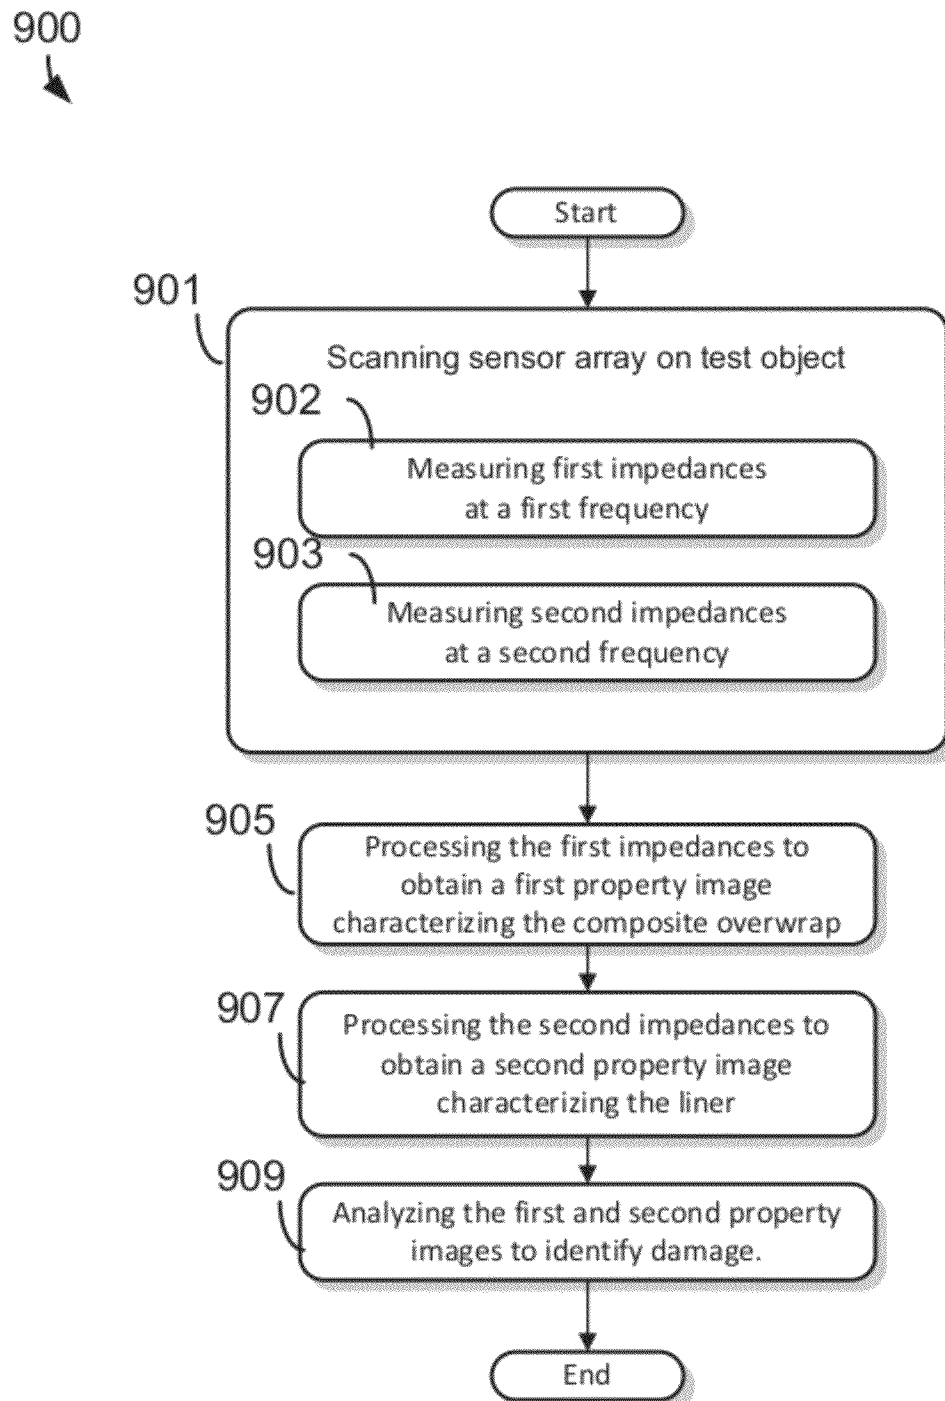 900
Start
901
Scanning sensor array on test object
902
Measuring first impedances
at a first frequency
903
Measuring second impedances
at a second frequency
905
Processing the first impedances to
obtain a first property image
characterizing the composite overwrap
907
Processing the second impedances to
obtain a second property image
characterizing the liner
909
Analyzing the first and second property
images to identify damage.
End